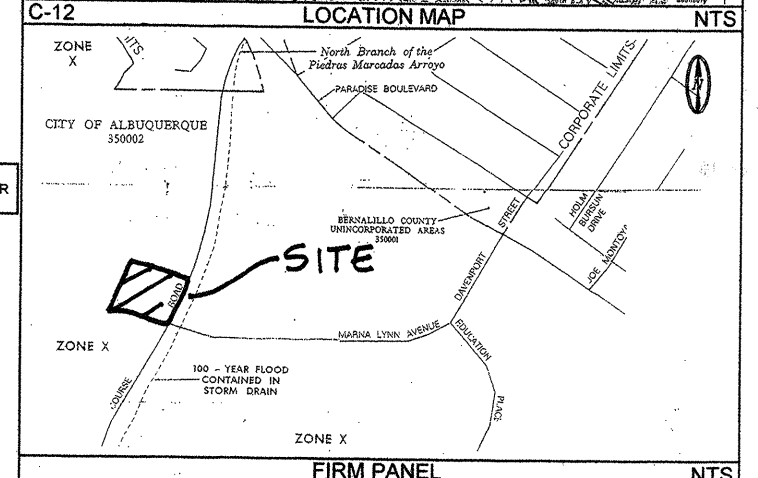 C-12
LOCATION MAP
NTS
ZONE
X
North Branch of the
Piedras Marcadas Arroyo
PARADISE BOULEVARD
CORPORATE LIMITS
N
CITY OF ALBUQUERQUE
350002
R
BERNALILLO COUNTY
UNINCORPORATED AREAS
350001
STREET
DAVENPORT
HOLM
BURSUN
DRIVE
JOE MONTOYA
SITE
ROAD
MARNA LYNN AVENUE
EDUCATION
PLACE
ZONE X
100 - YEAR FLOOD
CONTAINED IN
STORM DRAIN
COURSE
ZONE X
FIRM PANEL
NTS